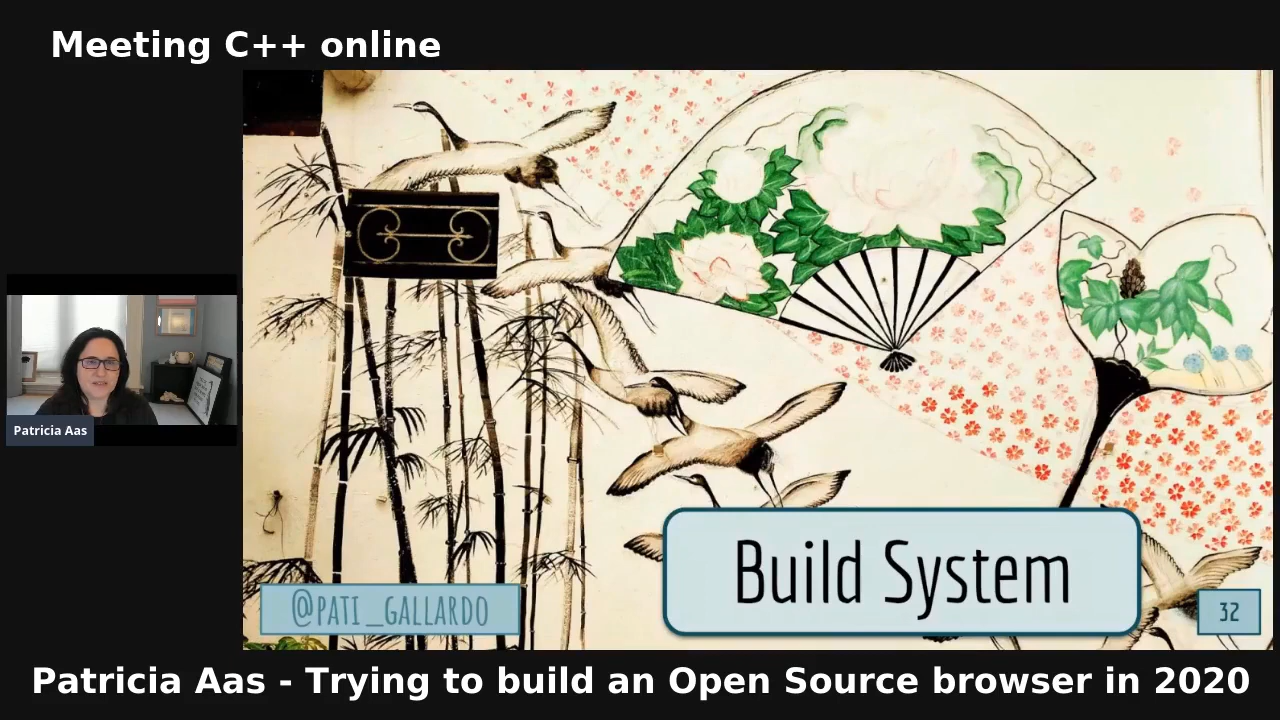 Meeting C++ online
Patricia Aas
Build System
@PATI_GALLARDO
32
Patricia Aas - Trying to build an Open Source browser in 2020